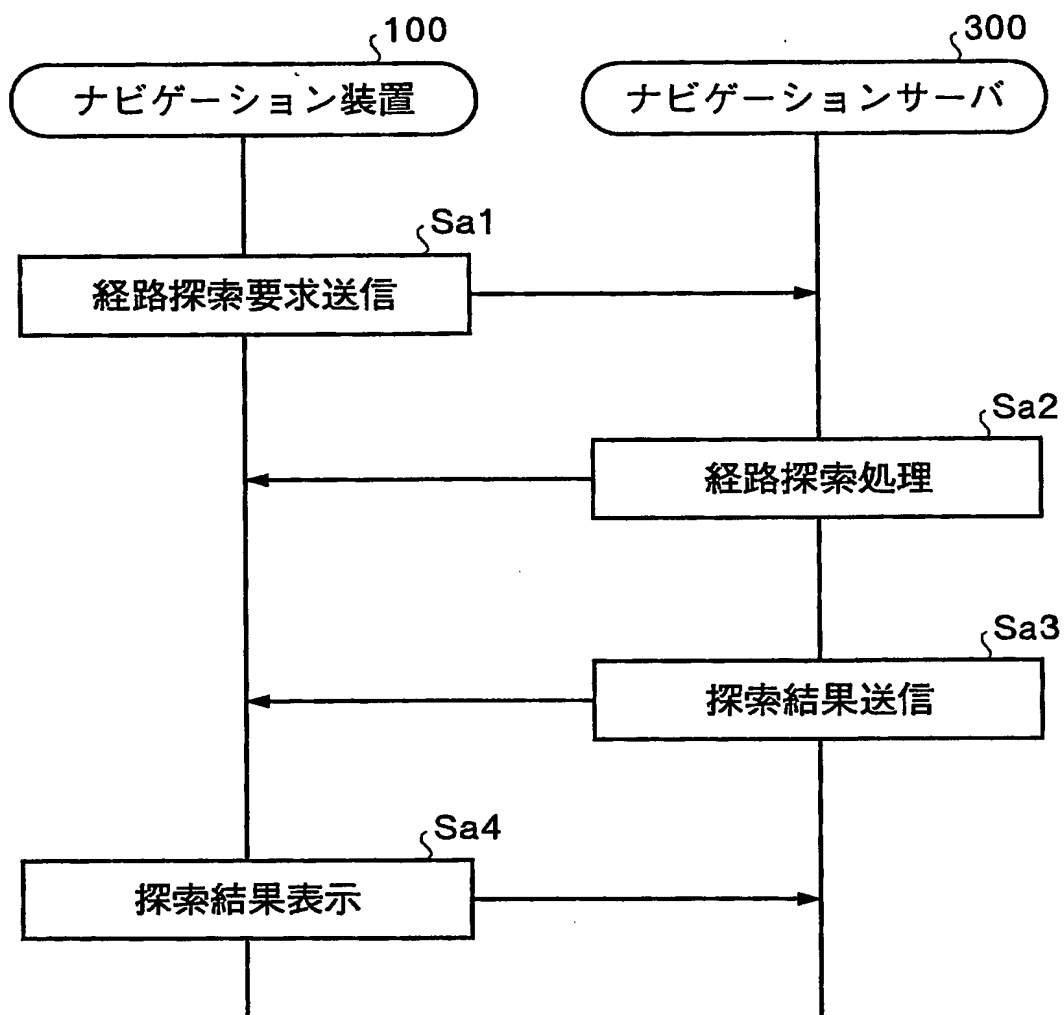 100
300
ナビゲーション装置
ナビゲーションサーバ
Sa1
経路探索要求送信
Sa2
経路探索処理
Sa3
探索結果送信
Sa4
探索結果表示